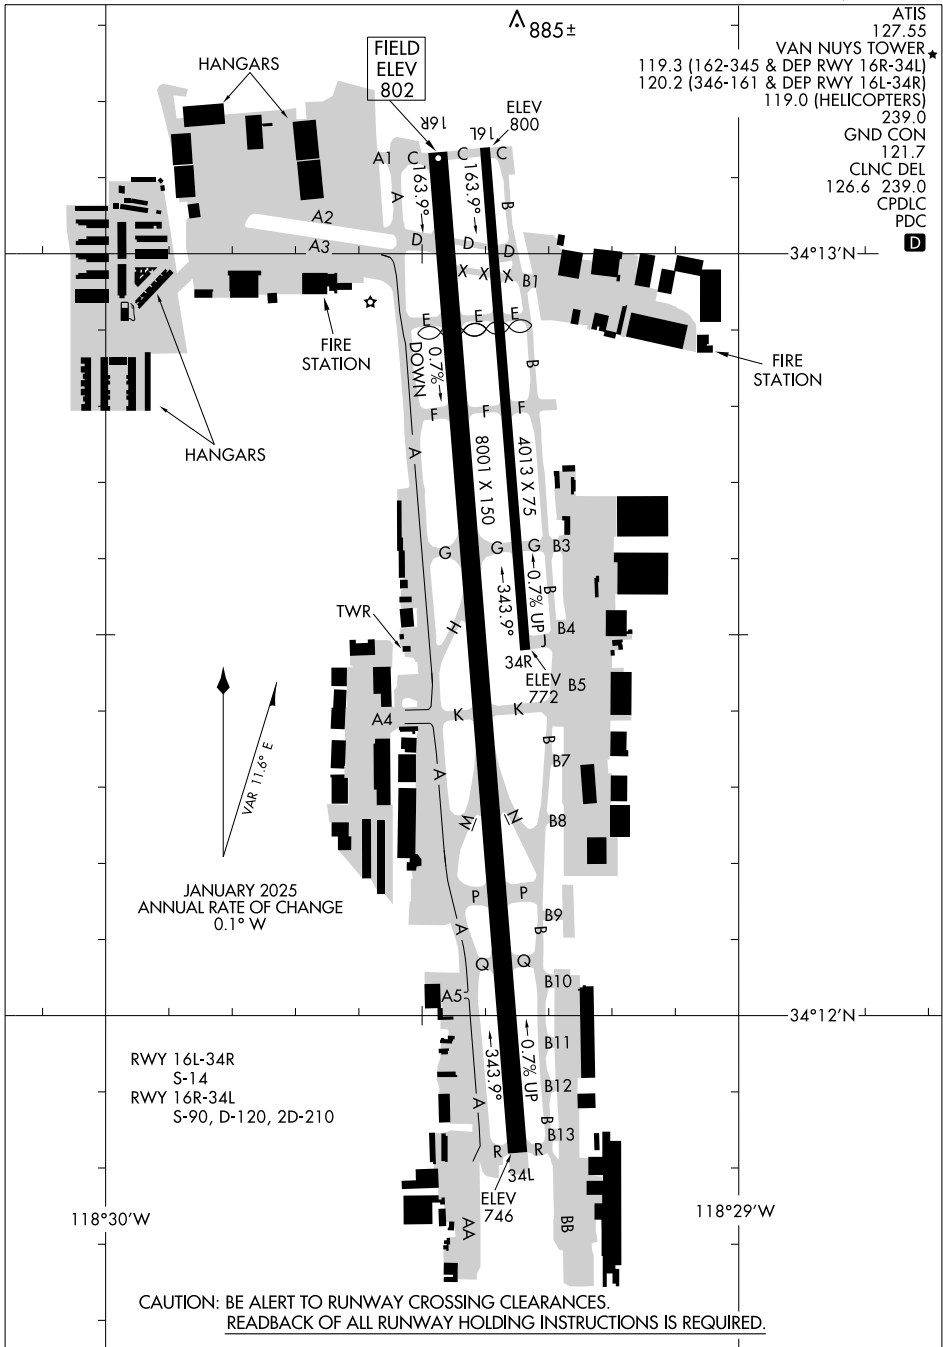 885±
ATIS
127.55
VAN NUYS TOWER
119.3 (162-345 & DEP RWY 16R-34L)
120.2 (346-161 & DEP RWY 16L-34R)
119.0 (HELICOPTERS)
239.0
GND CON
121.7
CLNC DEL
126.6 239.0
CPDLC
PDC
D
FIELD
ELEV
802
HANGARS
ELEV
800
16R
16L
A1
C
C
C
163.9°
163.9°
A
B
A2
A3
D
D
D
34°13'N
X
X
X
B1
E
E
E
FIRE
STATION
0.7%
DOWN
B
FIRE
STATION
F
F
F
HANGARS
A
8001 X 150
4013 X 75
G
G
G
B3
343.9°
0.7% UP
B
TWR
H
B4
J
34R
ELEV
772
B5
A4
K
K
VAR 11.6° E
B
B7
A
M
N
B8
JANUARY 2025
ANNUAL RATE OF CHANGE
0.1° W
P
P
B9
A
B
Q
Q
B10
A5
34°12'N
343.9°
0.7% UP
B11
RWY 16L-34R
S-14
RWY 16R-34L
S-90, D-120, 2D-210
B12
A
B
B13
R
R
34L
ELEV
746
118°30'W
118°29'W
AA
BB
CAUTION: BE ALERT TO RUNWAY CROSSING CLEARANCES.
READBACK OF ALL RUNWAY HOLDING INSTRUCTIONS IS REQUIRED.